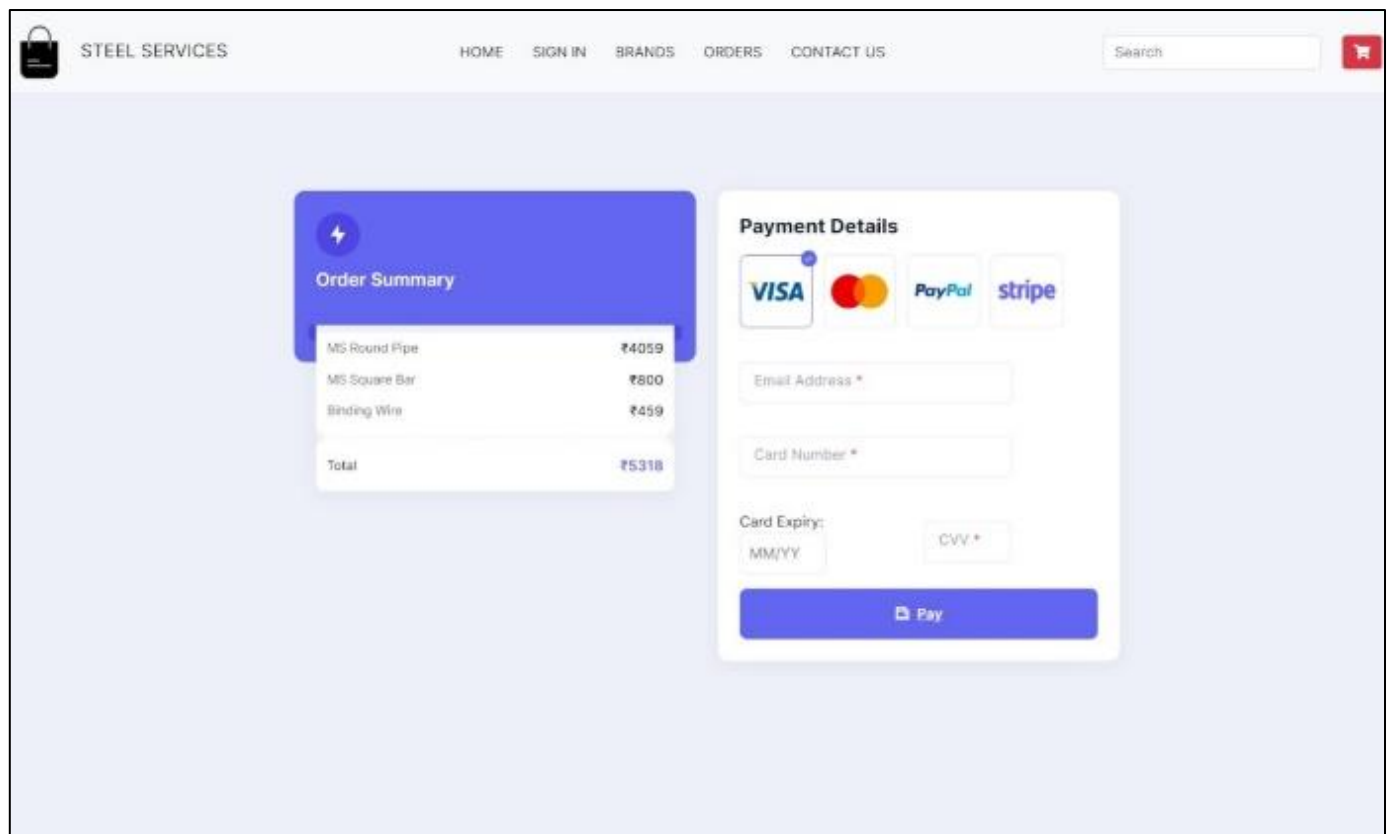 STEEL SERVICES HOME SIGN IN BRANDS ORDERS CONTACT US Search
Order Summary
MS Round Pipe ₹4059
MS Square Bar ₹800
Binding Wire ₹459
Total ₹5318
Payment Details
VISA PayPal stripe
Email Address *
Card Number *
Card Expiry:
MM/YY CVV *
Pay